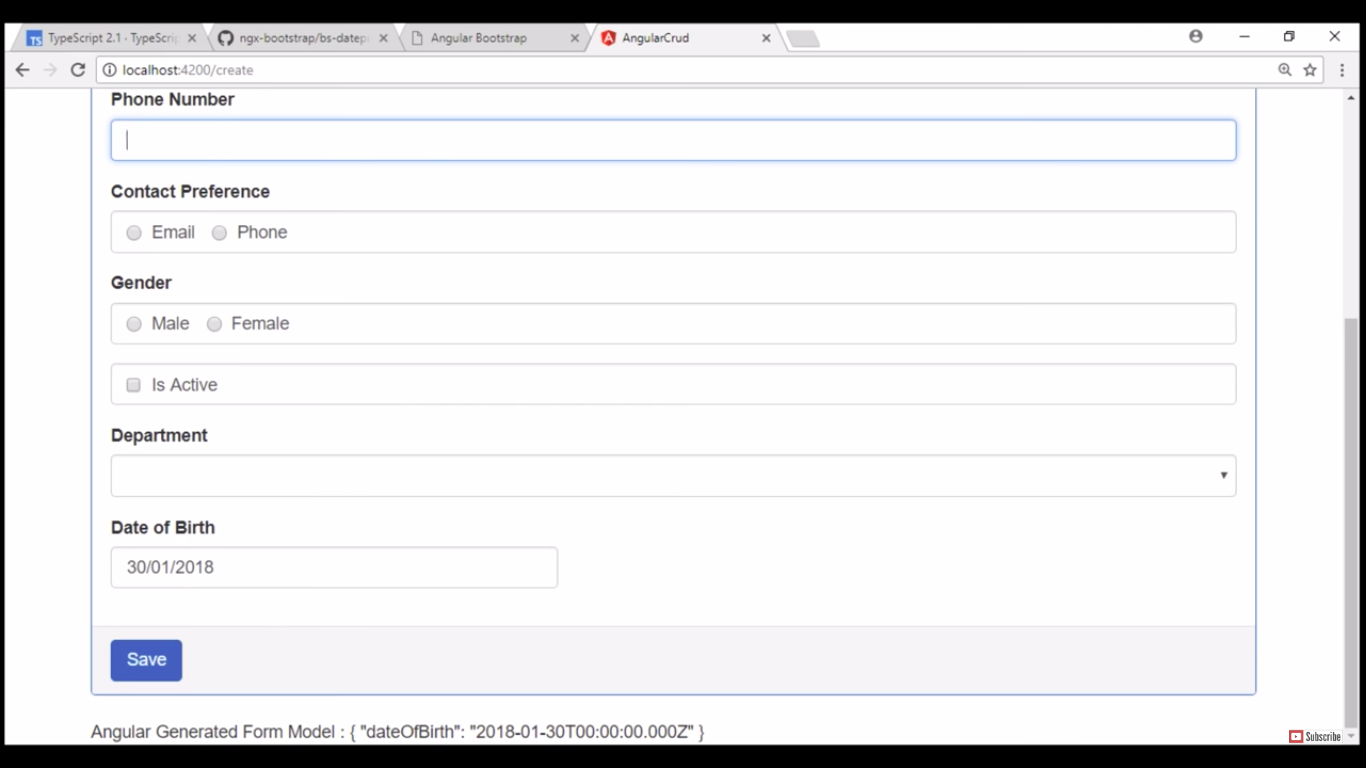 TypeScript 2.1 · TypeScrip
ngx-bootstrap/bs-datep
Angular Bootstrap
AngularCrud
localhost:4200/create
Phone Number
Contact Preference
Email Phone
Gender
Male Female
Is Active
Department
Date of Birth
30/01/2018
Save
Angular Generated Form Model : { "dateOfBirth": "2018-01-30T00:00:00.000Z" }
Subscribe